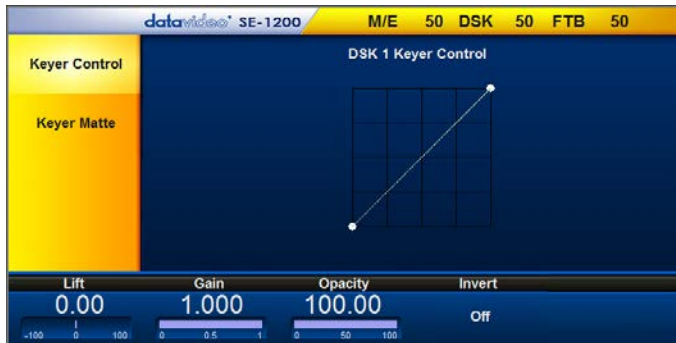 datavideo® SE-1200 M/E 50 DSK 50 FTB 50
Keyer Control
DSK 1 Keyer Control
Keyer Matte
Lift Gain Opacity Invert
0.00 1.000 100.00 Off
-100 0 100 0 0.5 1 0 50 100